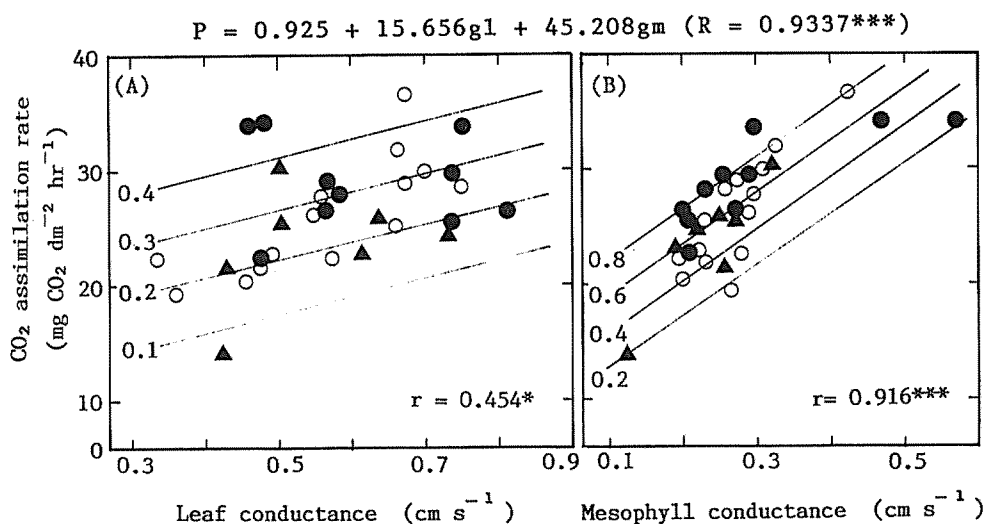 P = 0.925 + 15.656gl + 45.208gm (R = 0.9337***)
CO₂ assimilation rate
(mg CO₂ dm⁻² hr⁻¹)
40
30
20
10
0
(A)
0.4
0.3
0.2
0.1
r = 0.454*
0.3
0.5
0.7
0.9
Leaf conductance (cm s⁻¹)
(B)
0.8
0.6
0.4
0.2
r= 0.916***
0.1
0.3
0.5
Mesophyll conductance (cm s⁻¹)